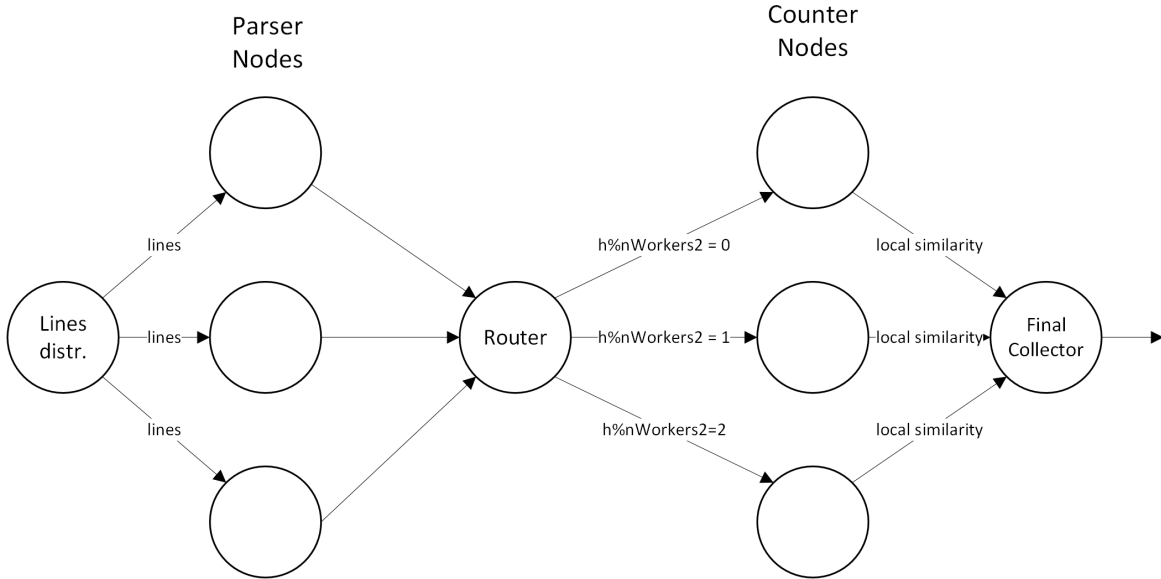 Parser
Nodes
Counter
Nodes
lines
h%nWorkers2 = 0
local similarity
Lines
distr.
lines
Router
h%nWorkers2 = 1
local similarity
Final
Collector
lines
h%nWorkers2=2
local similarity